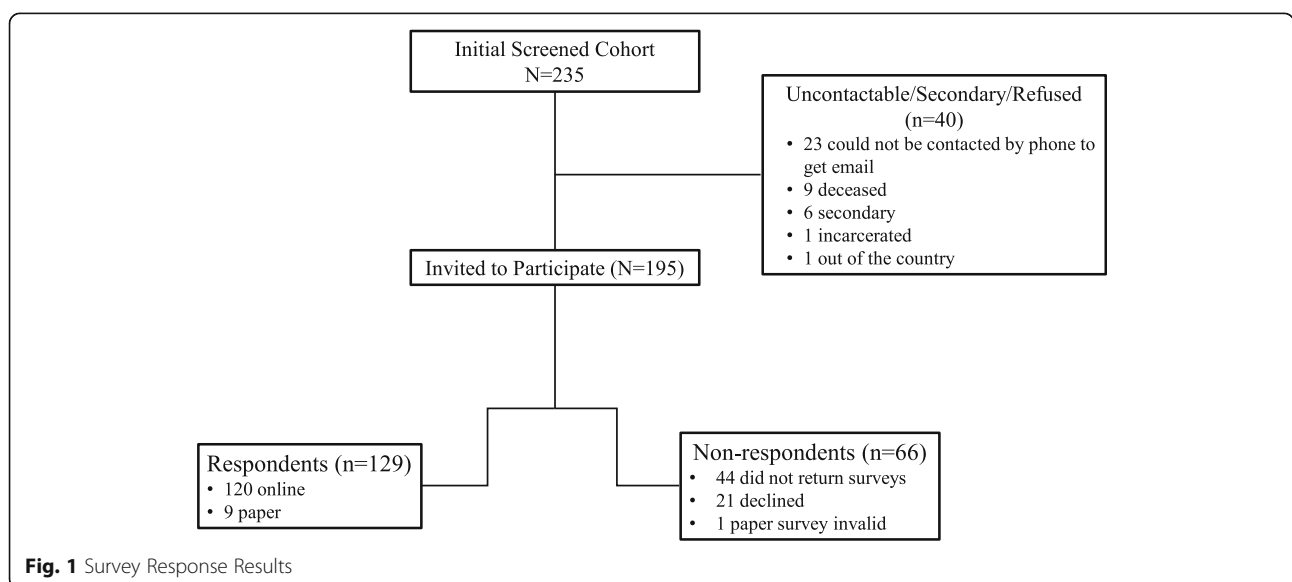 Initial Screened Cohort
N=235
Uncontactable/Secondary/Refused
(n=40)
• 23 could not be contacted by phone to
get email
• 9 deceased
• 6 secondary
• 1 incarcerated
• 1 out of the country
Invited to Participate (N=195)
Respondents (n=129)
• 120 online
• 9 paper
Non-respondents (n=66)
• 44 did not return surveys
• 21 declined
• 1 paper survey invalid
Fig. 1 Survey Response Results